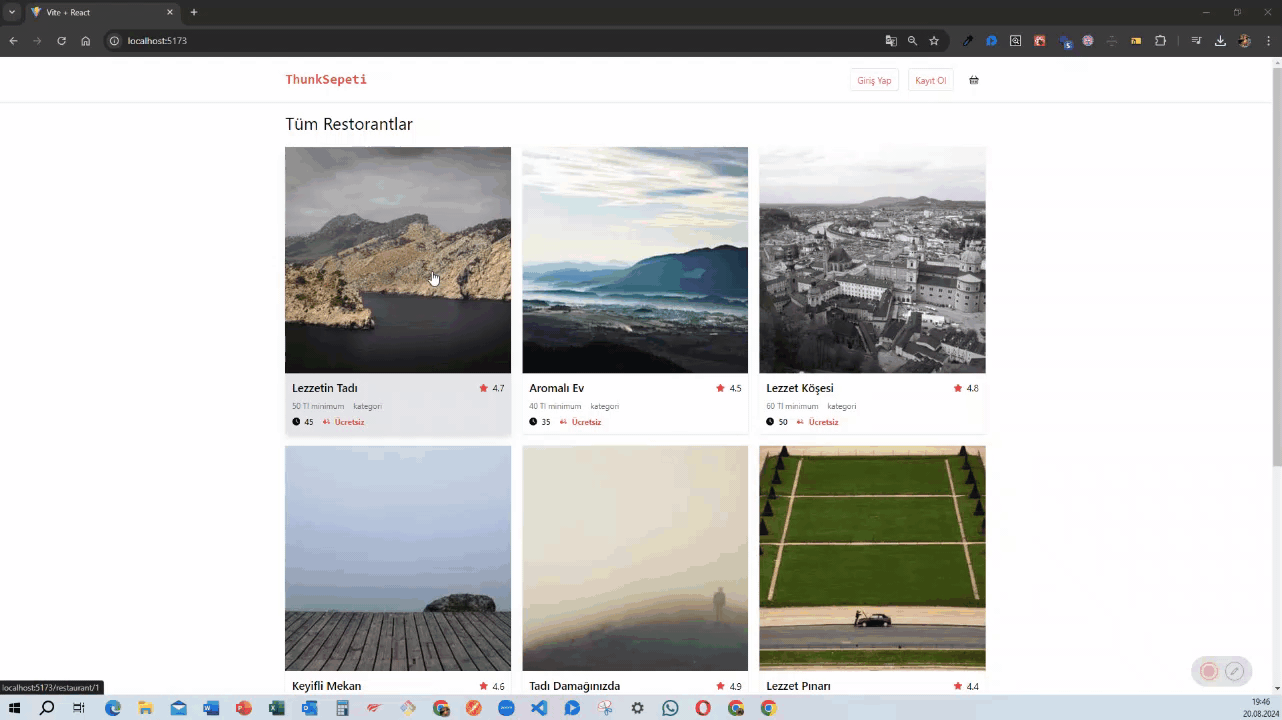 Vite + React
localhost:5173
ThunkSepeti
Giriş Yap
Kayıt Ol
Tüm Restorantlar
Lezzetin Tadı
4.7
50 Tl minimum kategori
45 Ücretsiz
Aromalı Ev
4.5
40 Tl minimum kategori
35 Ücretsiz
Lezzet Köşesi
4.8
60 Tl minimum kategori
50 Ücretsiz
Keyifli Mekan
4.6
Tadı Damağınızda
4.9
Lezzet Pınarı
4.4
localhost:5173/restaurant/1
19:46
20.08.2024